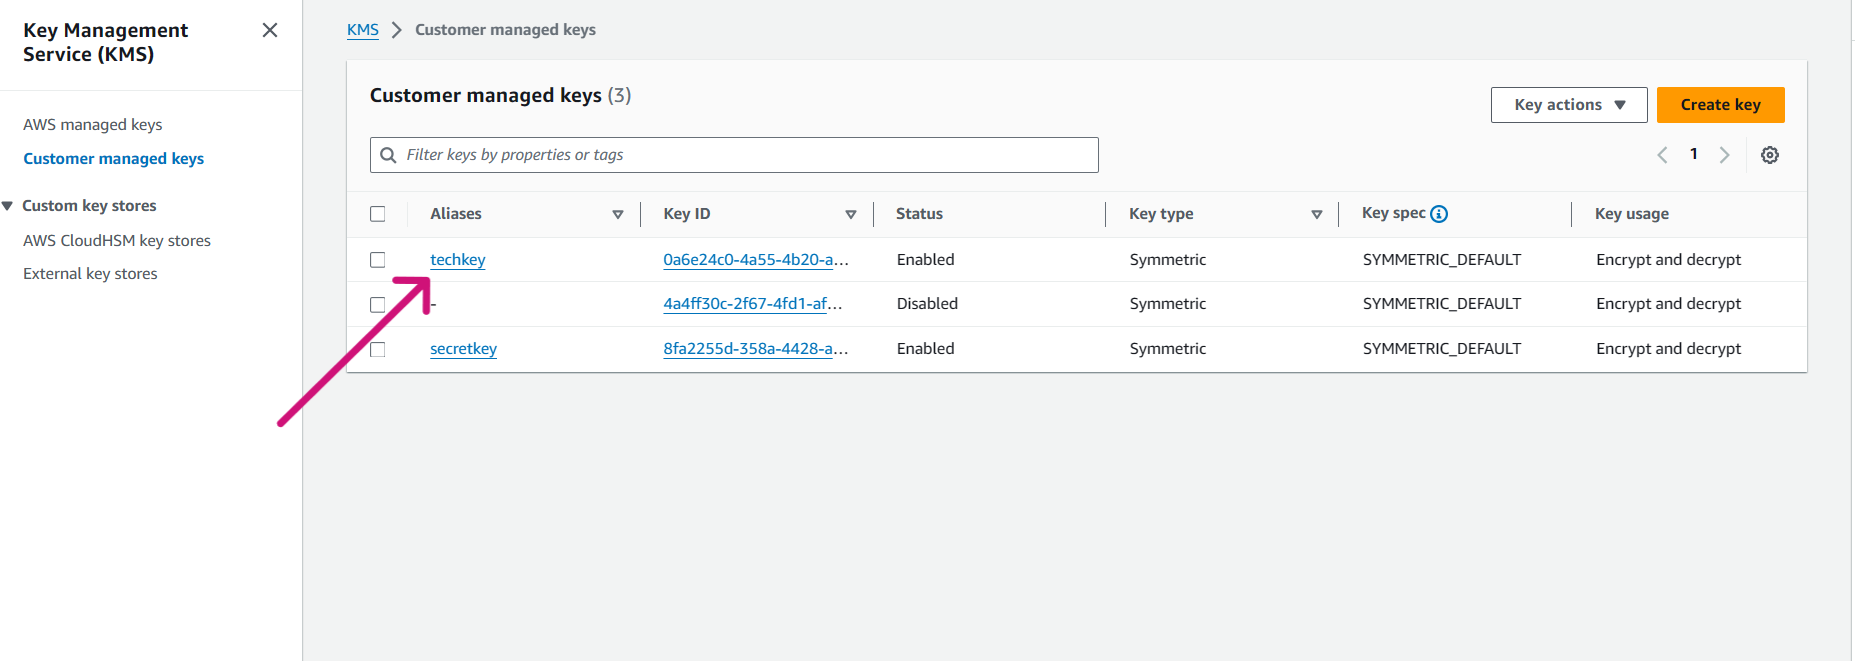 Key Management
Service (KMS)
AWS managed keys
Customer managed keys
Custom key stores
AWS CloudHSM key stores
External key stores
KMS > Customer managed keys
Customer managed keys (3)
Key actions
Create key
Filter keys by properties or tags
1
Aliases Key ID Status Key type Key spec Key usage
techkey 0a6e24c0-4a55-4b20-a... Enabled Symmetric SYMMETRIC_DEFAULT Encrypt and decrypt
- 4a4ff30c-2f67-4fd1-af... Disabled Symmetric SYMMETRIC_DEFAULT Encrypt and decrypt
secretkey 8fa2255d-358a-4428-a... Enabled Symmetric SYMMETRIC_DEFAULT Encrypt and decrypt